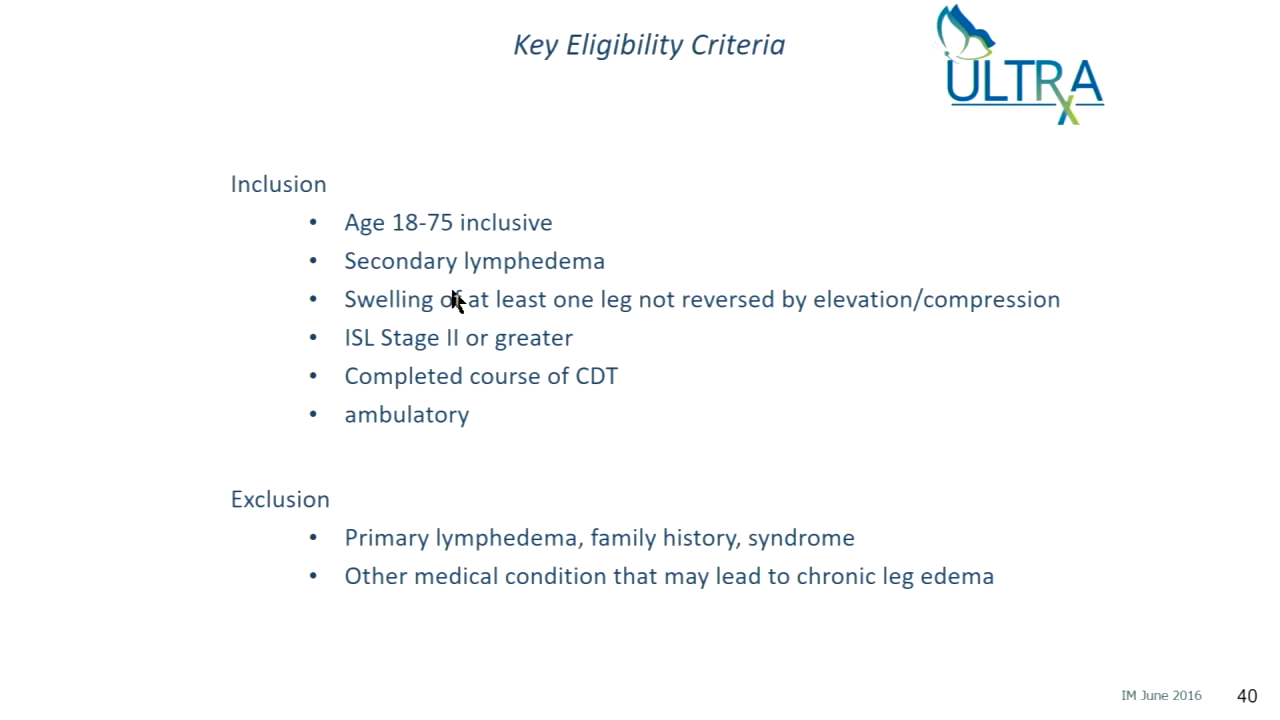 Key Eligibility Criteria
ULTRA
x
Inclusion
• Age 18-75 inclusive
• Secondary lymphedema
• Swelling of at least one leg not reversed by elevation/compression
• ISL Stage II or greater
• Completed course of CDT
• ambulatory
Exclusion
• Primary lymphedema, family history, syndrome
• Other medical condition that may lead to chronic leg edema
IM June 2016
40